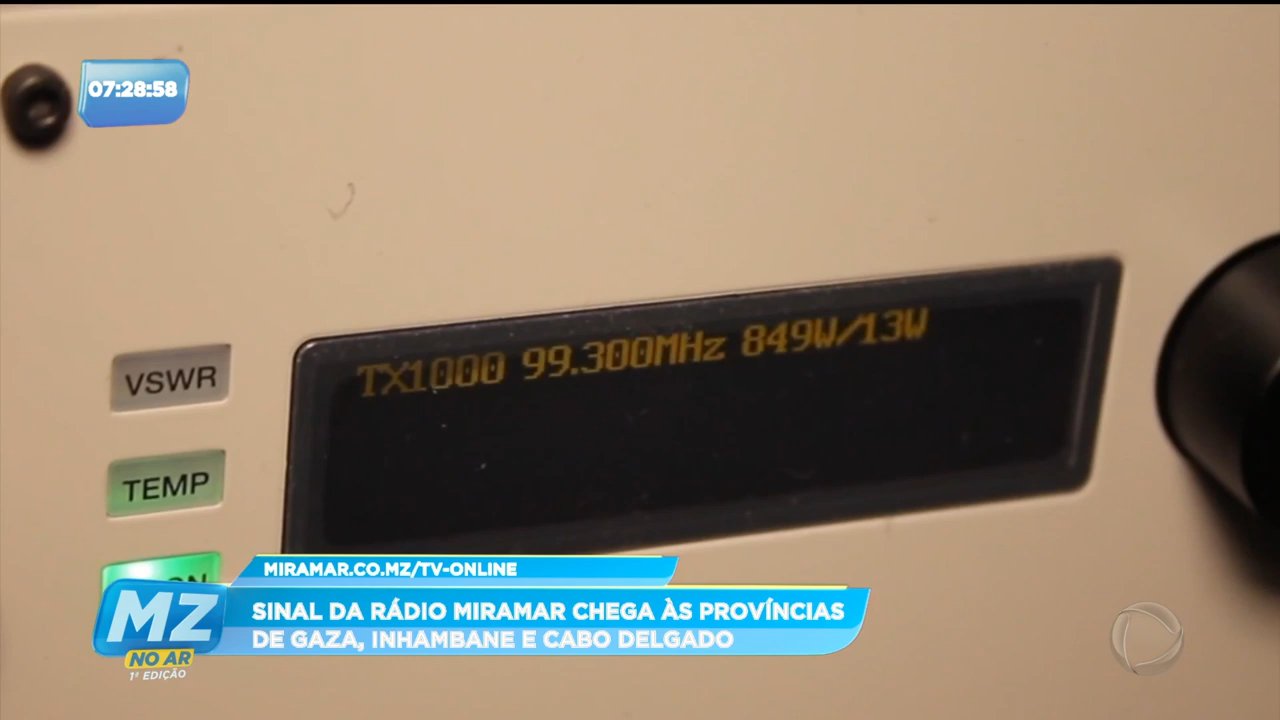 07:28:58
TX1000 99.300MHz 849W/13W
VSWR
TEMP
MIRAMAR.CO.MZ/TV-ONLINE
SINAL DA RÁDIO MIRAMAR CHEGA ÀS PROVÍNCIAS
DE GAZA, INHAMBANE E CABO DELGADO
MZ
NO AR
1ª EDIÇÃO